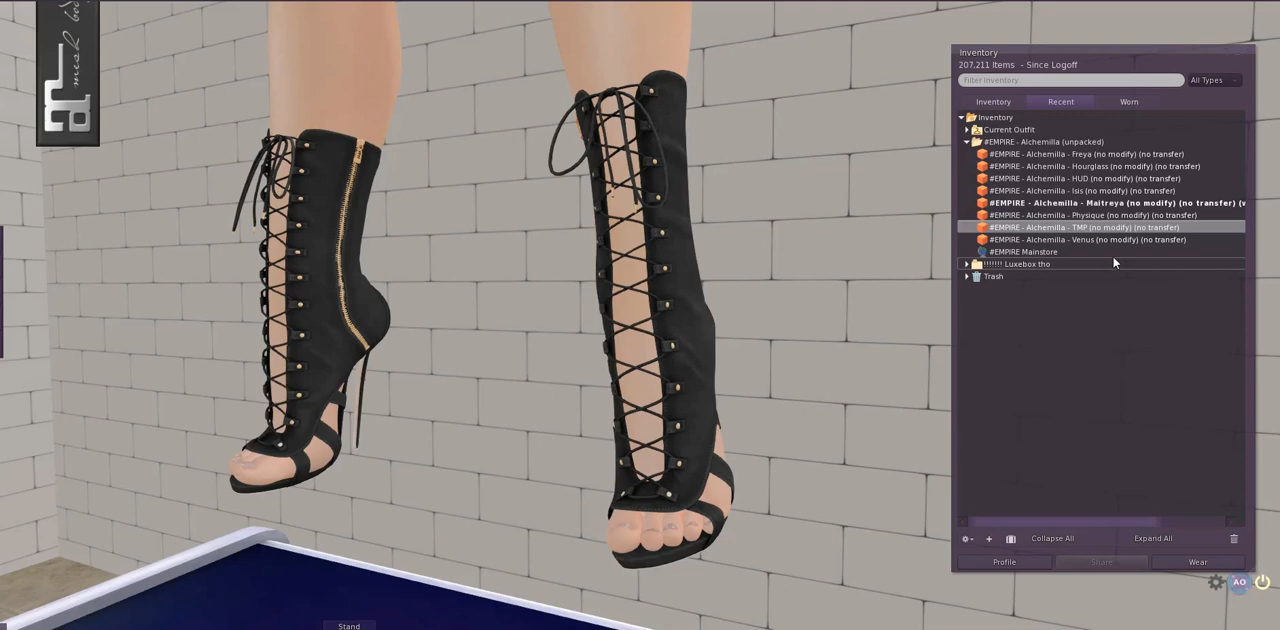 mesh bod
Inventory
207,211 Items - Since Logoff
Filter Inventory
All Types
Inventory
Recent
Worn
Inventory
Current Outfit
#EMPIRE - Alchemilla (unpacked)
#EMPIRE - Alchemilla - Freya (no modify) (no transfer)
#EMPIRE - Alchemilla - Hourglass (no modify) (no transfer)
#EMPIRE - Alchemilla - HUD (no modify) (no transfer)
#EMPIRE - Alchemilla - Isis (no modify) (no transfer)
#EMPIRE - Alchemilla - Maitreya (no modify) (no transfer) (w
#EMPIRE - Alchemilla - Physique (no modify) (no transfer)
#EMPIRE - Alchemilla - TMP (no modify) (no transfer)
#EMPIRE - Alchemilla - Venus (no modify) (no transfer)
#EMPIRE Mainstore
!!!!!!! Luxebox tho
Trash
Collapse All
Expand All
Profile
Share
Wear
AO
Stand